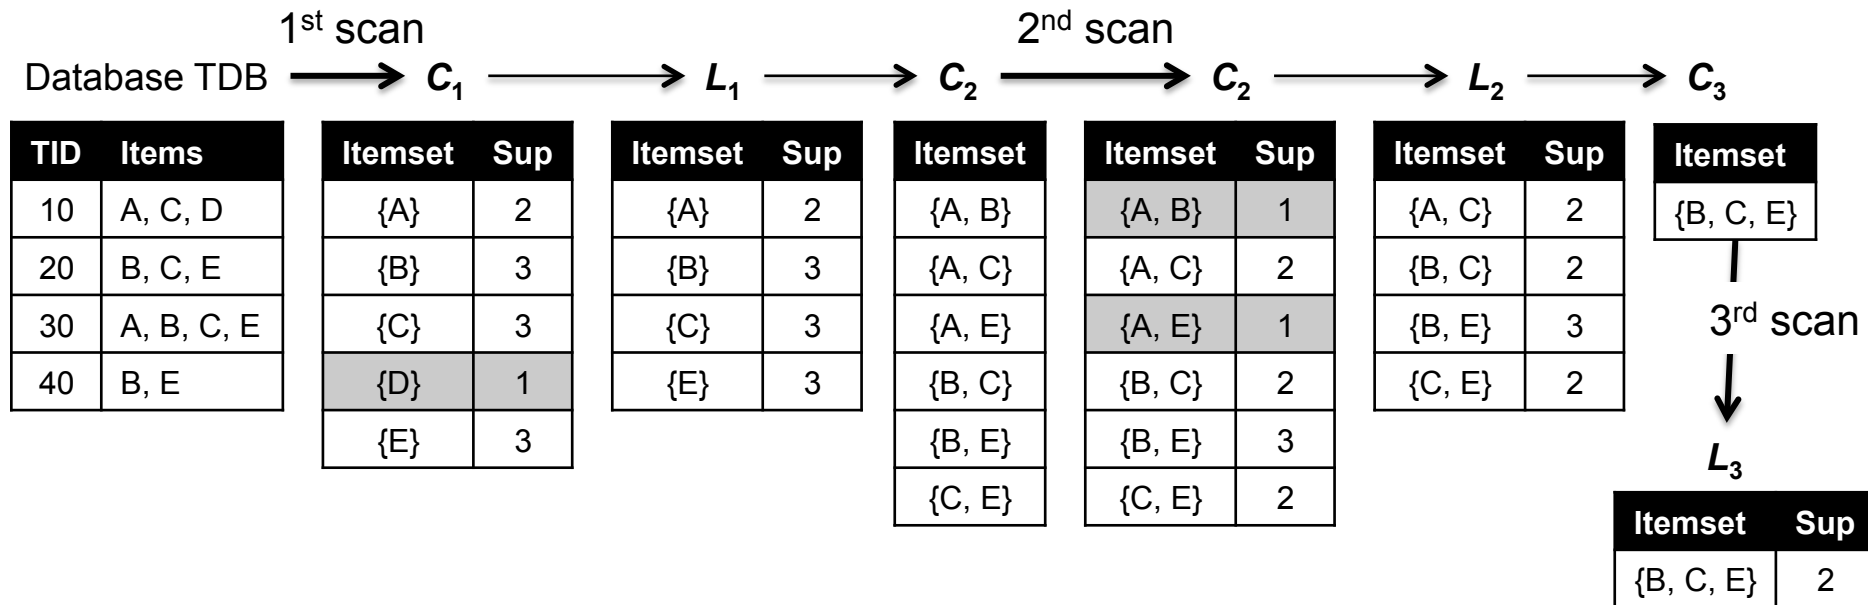 1st scan
2nd scan
Database TDB C1 L1 C2 C2 L2 C3
TID Items
10 A, C, D
20 B, C, E
30 A, B, C, E
40 B, E
Itemset Sup
{A} 2
{B} 3
{C} 3
{D} 1
{E} 3
Itemset Sup
{A} 2
{B} 3
{C} 3
{E} 3
Itemset
{A, B}
{A, C}
{A, E}
{B, C}
{B, E}
{C, E}
Itemset Sup
{A, B} 1
{A, C} 2
{A, E} 1
{B, C} 2
{B, E} 3
{C, E} 2
Itemset Sup
{A, C} 2
{B, C} 2
{B, E} 3
{C, E} 2
Itemset
{B, C, E}
3rd scan
L3
Itemset Sup
{B, C, E} 2